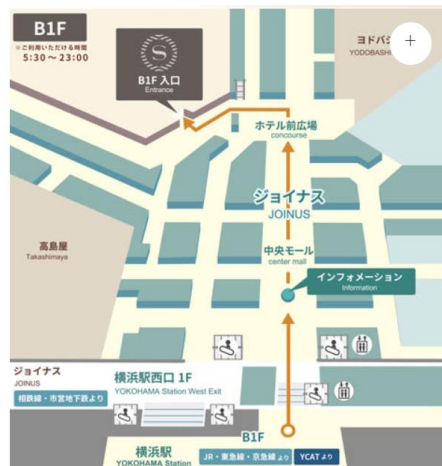 B1F
※ご利用いただける時間
5:30～23:00
S
B1F 入口
Entrance
ヨドバシ
YODOBASHI
ホテル前広場
concourse
ジョイナス
JOINUS
高島屋
Takashimaya
中央モール
center mall
インフォメーション
Information
ジョイナス
JOINUS
相鉄線・市営地下鉄より
横浜駅西口 1F
YOKOHAMA Station West Exit
B1F
横浜駅
YOKOHAMA Station
JR・東急線・京急線より
YCATより